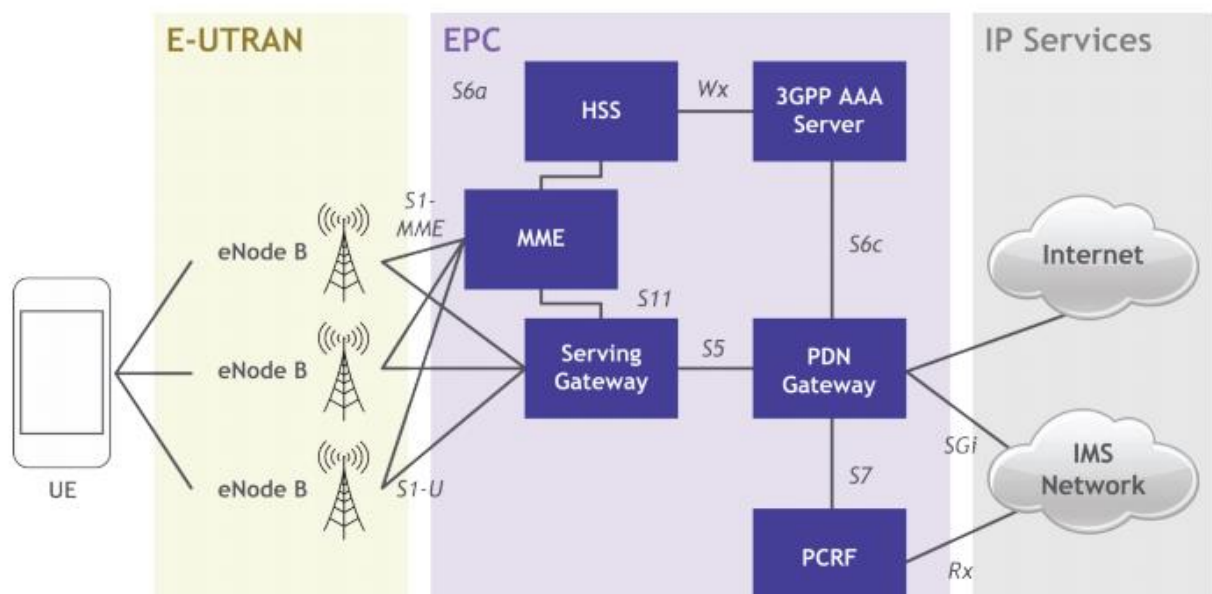 E-UTRAN
EPC
IP Services
S6a
HSS
Wx
3GPP AAA
Server
S1-
MME
MME
eNode B
S6c
Internet
S11
eNode B
Serving
Gateway
S5
PDN
Gateway
UE
eNode B
S1-U
S7
SGi
IMS
Network
PCRF
Rx